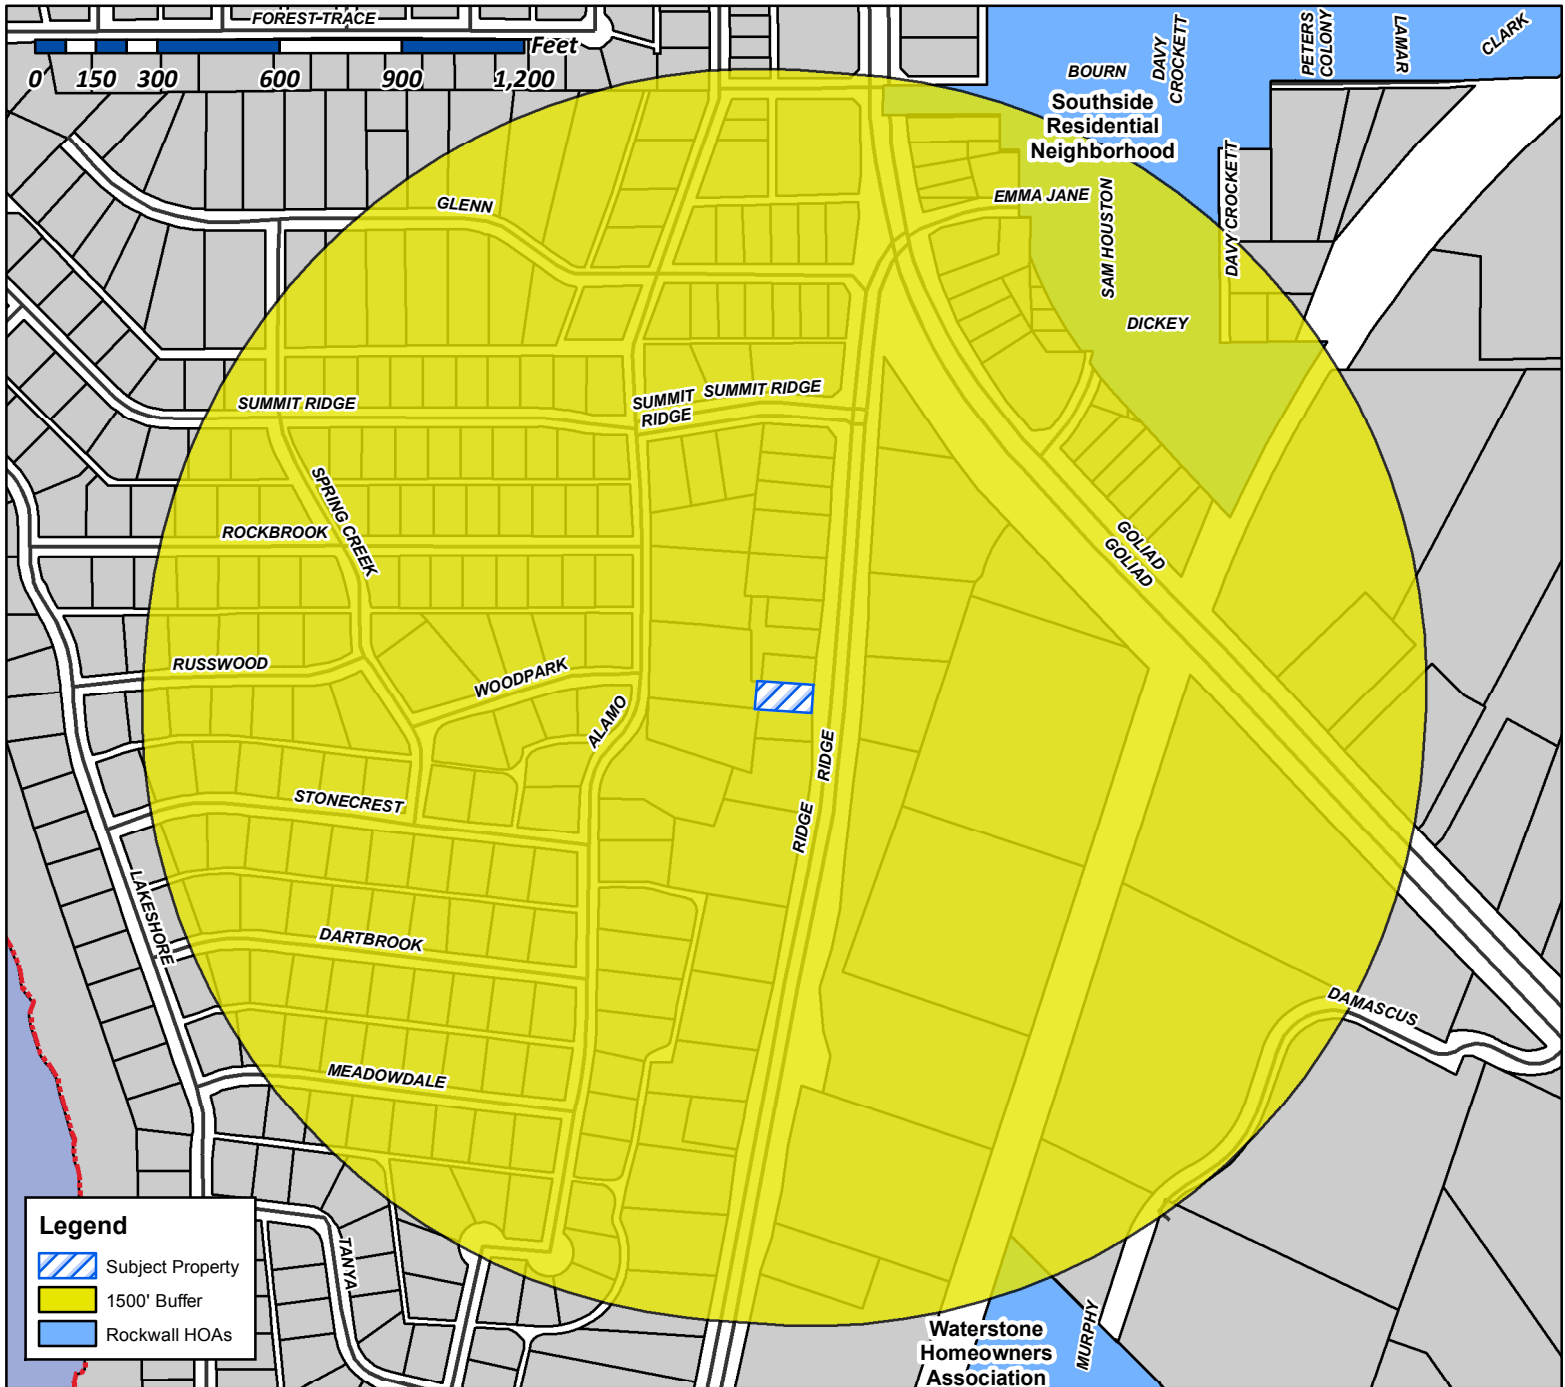 FOREST TRACE
Feet
0 150 300 600 900 1,200
BOURN
DAVY
CROCKETT
PETERS
COLONY
LAMAR
CLARK
Southside
Residential
Neighborhood
DAVY CROCKETT
EMMA JANE
SAM HOUSTON
DICKEY
GLENN
SUMMIT RIDGE
SUMMIT
RIDGE
SUMMIT RIDGE
SPRING CREEK
ROCKBROOK
GOLIAD
GOLIAD
RUSSWOOD
WOODPARK
ALAMO
RIDGE
RIDGE
STONECREST
LAKESHORE
DARTBROOK
DAMASCUS
MEADOWDALE
TANYA
MURPHY
Waterstone
Homeowners
Association
Legend
Subject Property
1500' Buffer
Rockwall HOAs